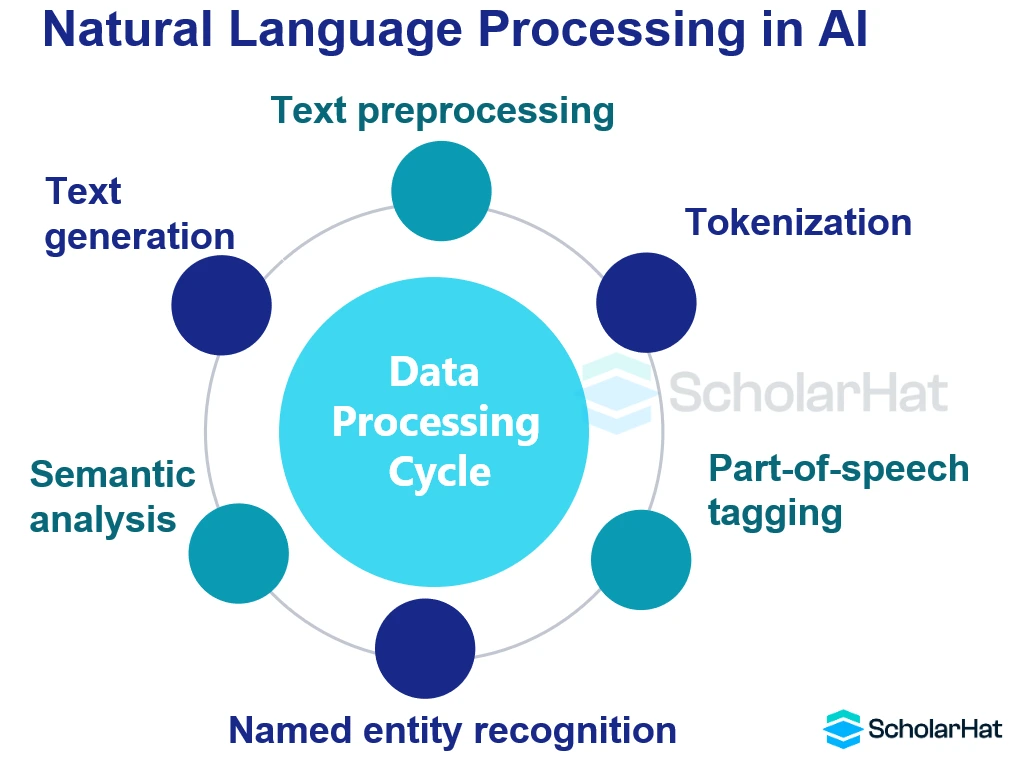 Natural Language Processing in AI
Text preprocessing
Text
generation
Tokenization
Data
Processing
Cycle
ScholarHat
Semantic
analysis
Part-of-speech
tagging
Named entity recognition
ScholarHat